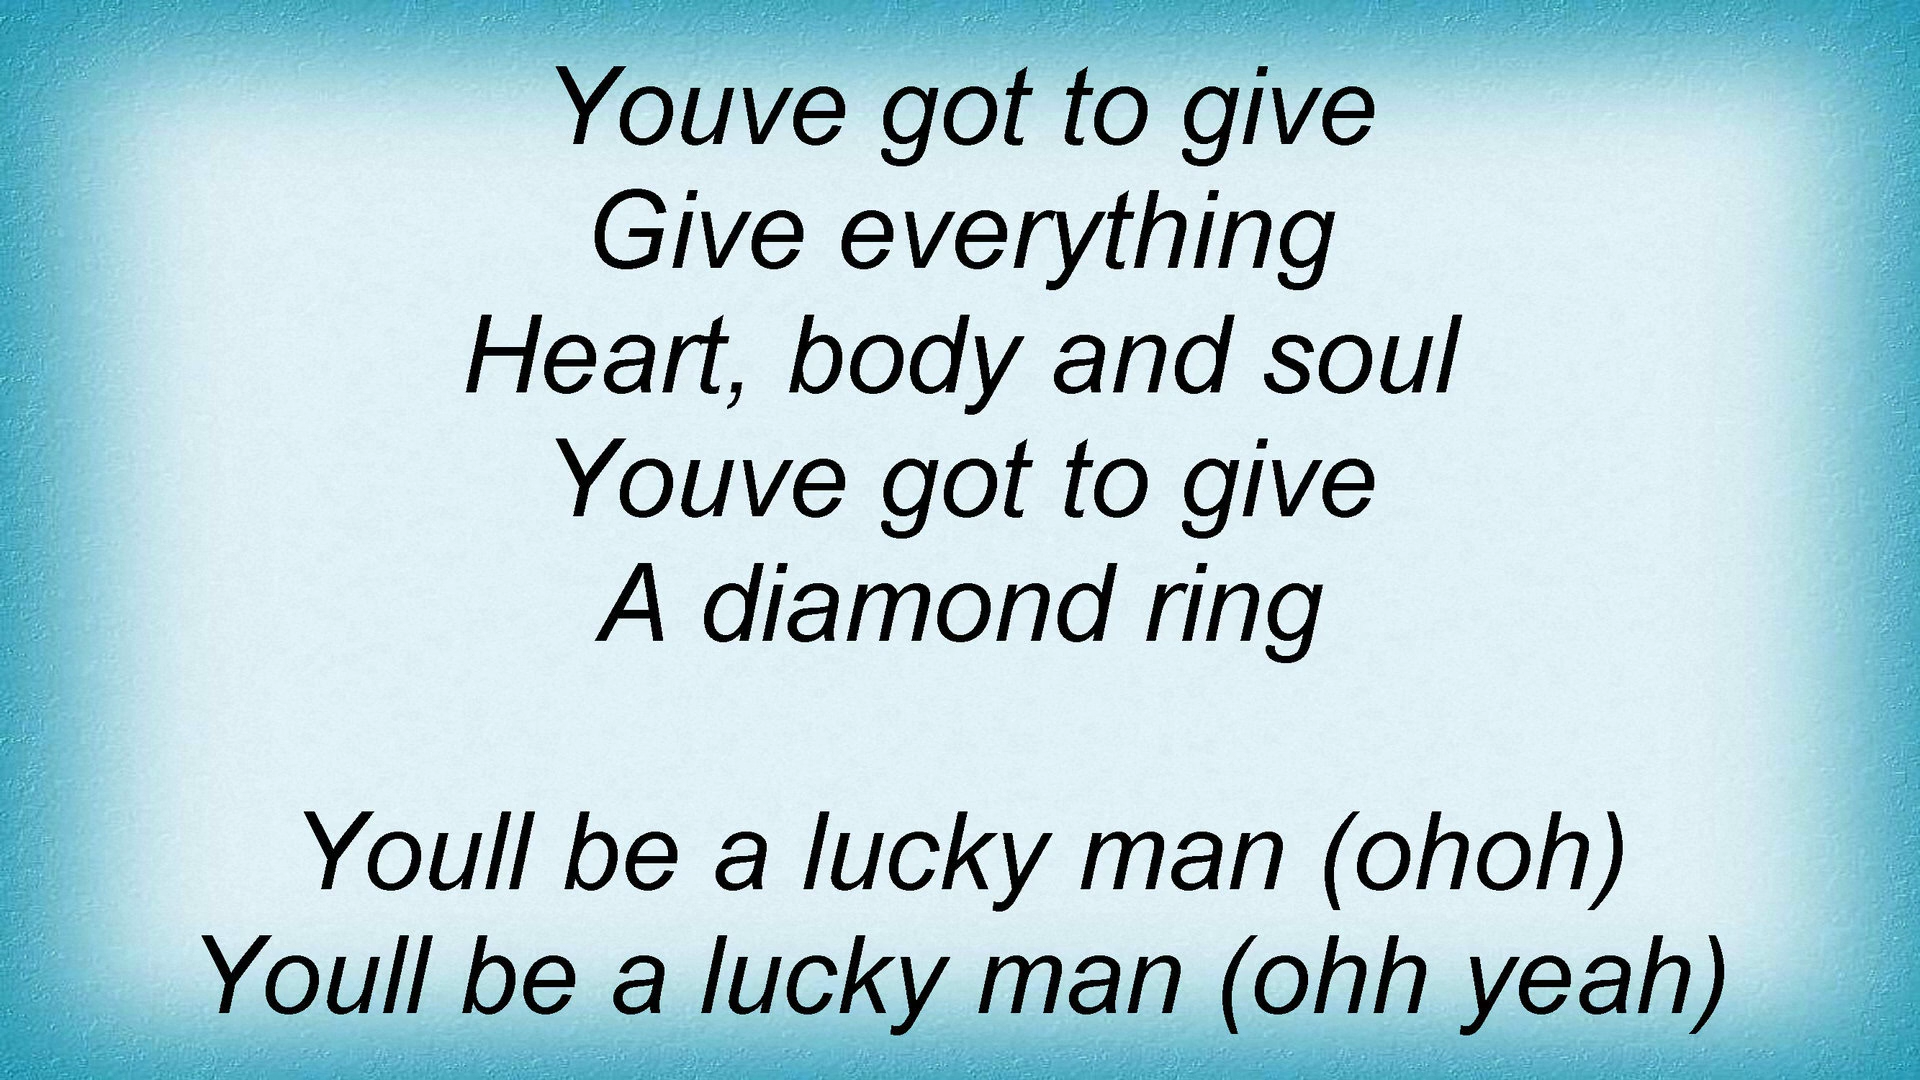 Youve got to give
Give everything
Heart, body and soul
Youve got to give
A diamond ring
Youll be a lucky man (ohoh)
Youll be a lucky man (ohh yeah)